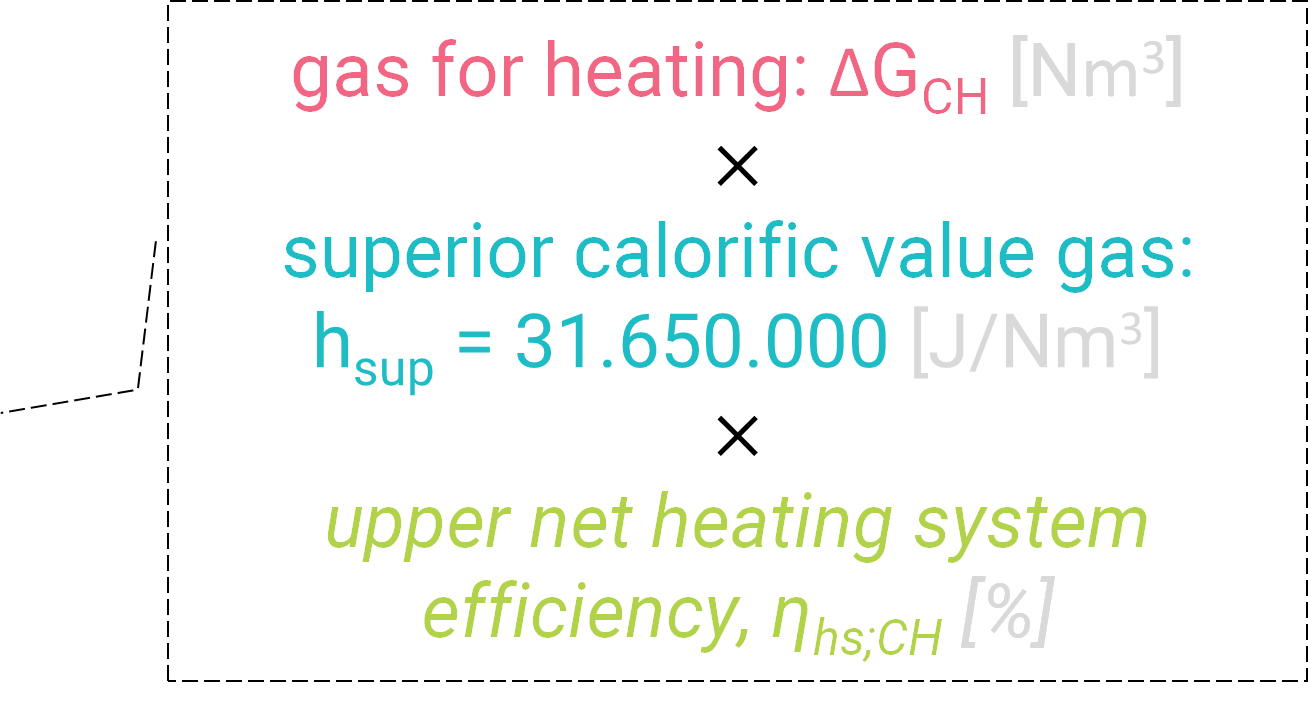 gas for heating: ΔG_CH [Nm³]
×
superior calorific value gas:
h_sup = 31.650.000 [J/Nm³]
×
upper net heating system
efficiency, η_hs;CH [%]